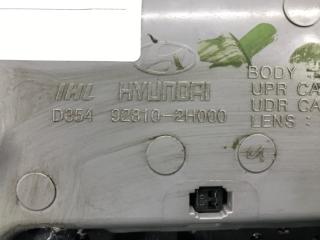 IHL HYUNDAI
D354 92810-2H000
BODY
UPR CA
UDR CA
LENS :